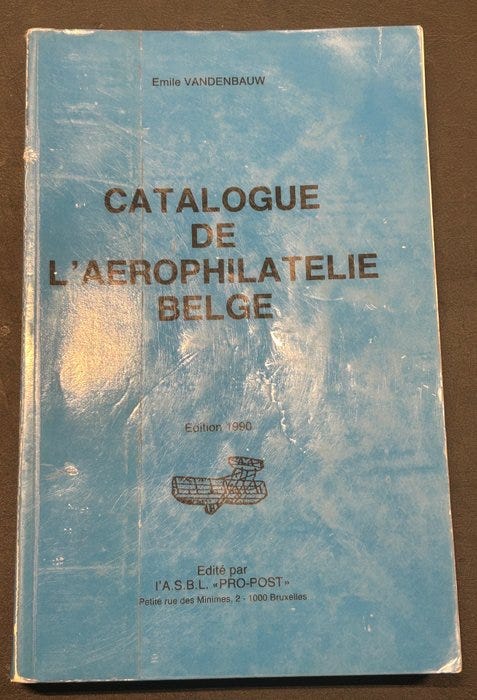 Emile VANDENBAUW
CATALOGUE
DE
L'AEROPHILATELIE
BELGE
Edition 1990
Edité par
l'A.S.B.L. «PRO-POST»
Petite rue des Minimes, 2 - 1000 Bruxelles